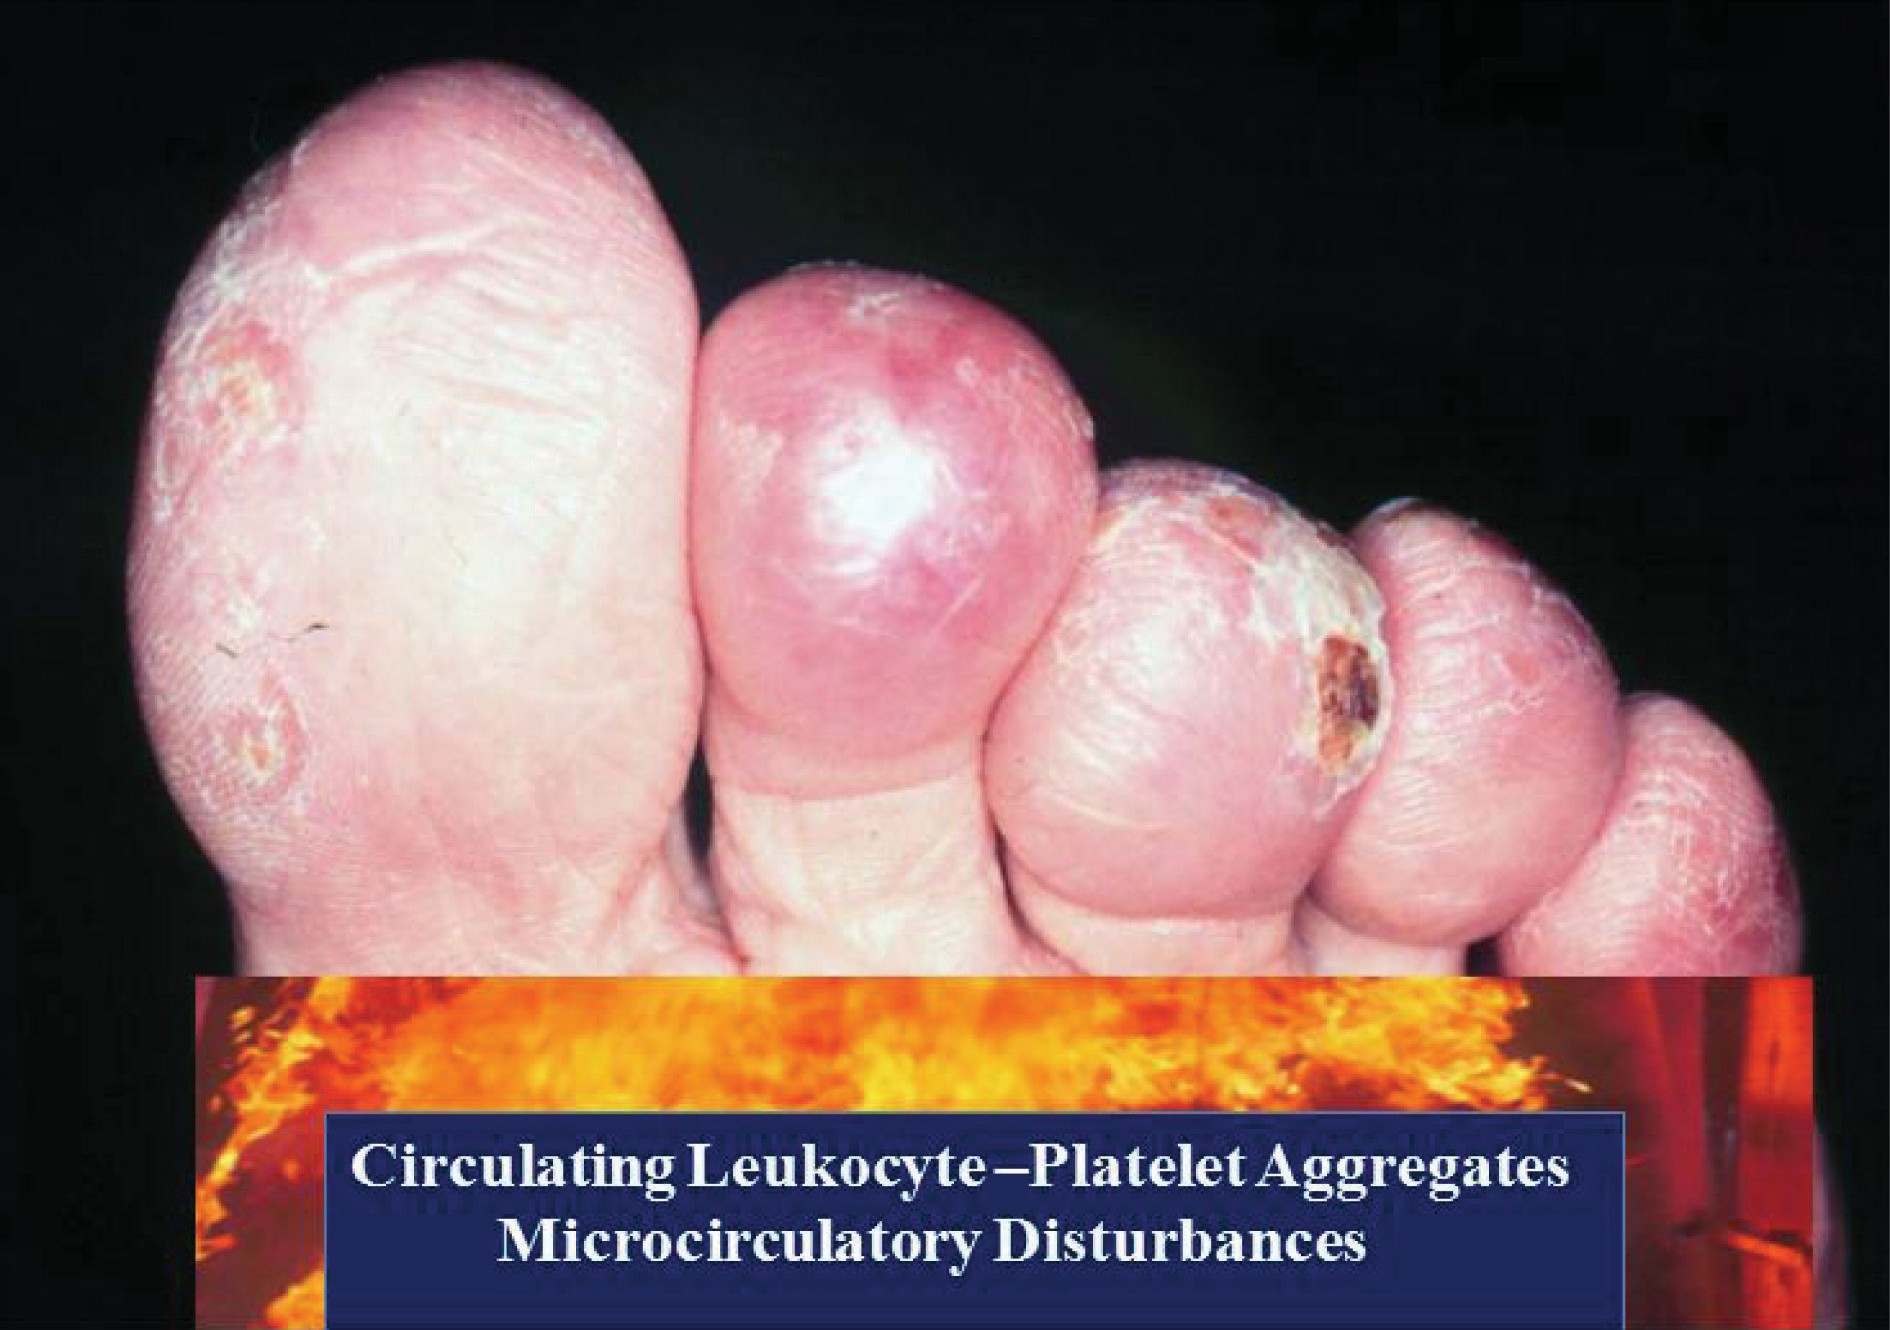 Circulating Leukocyte–Platelet Aggregates
Microcirculatory Disturbances